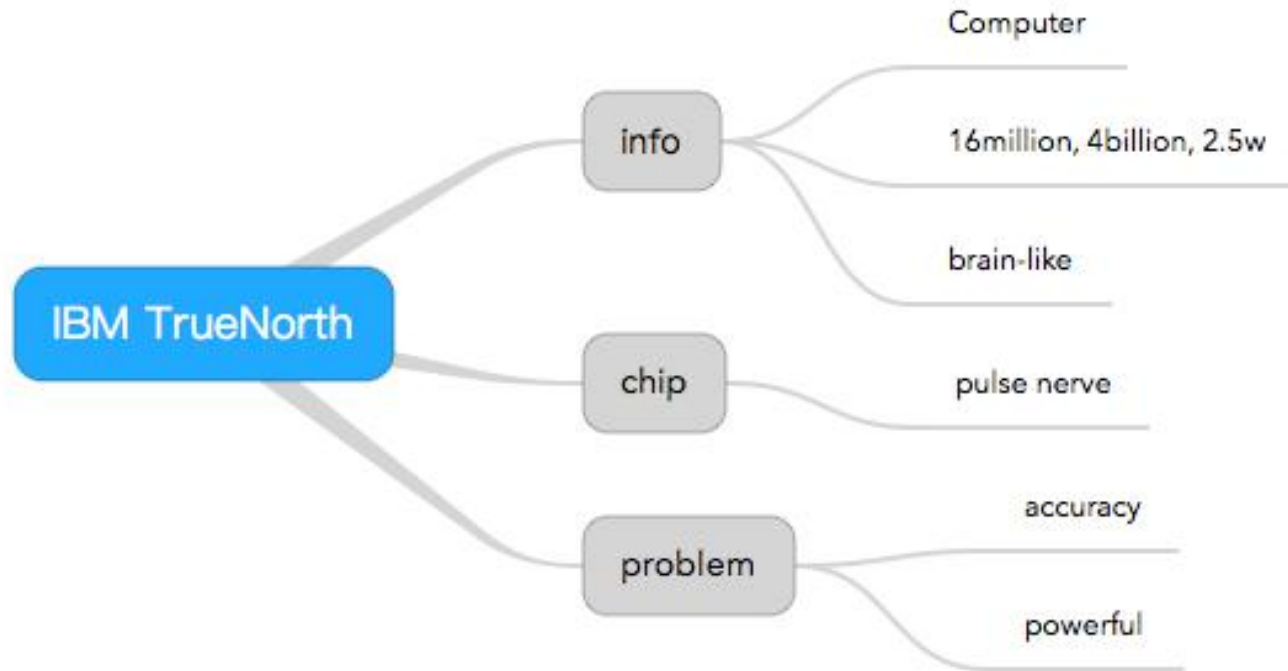 IBM TrueNorth
info
Computer
16million, 4billion, 2.5w
brain-like
chip
pulse nerve
problem
accuracy
powerful